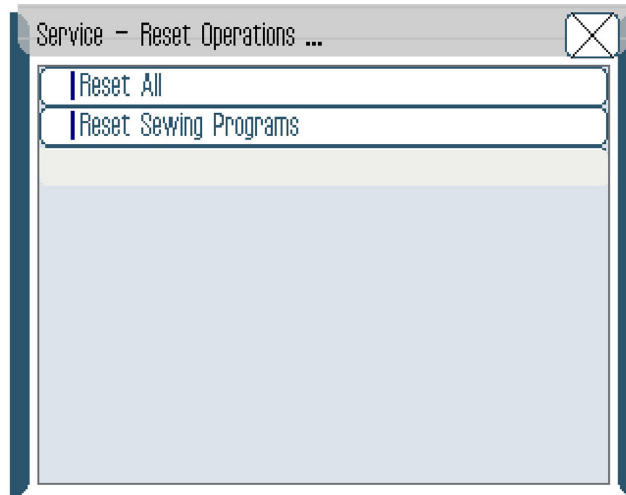 Service - Reset Operations ...
Reset All
Reset Sewing Programs